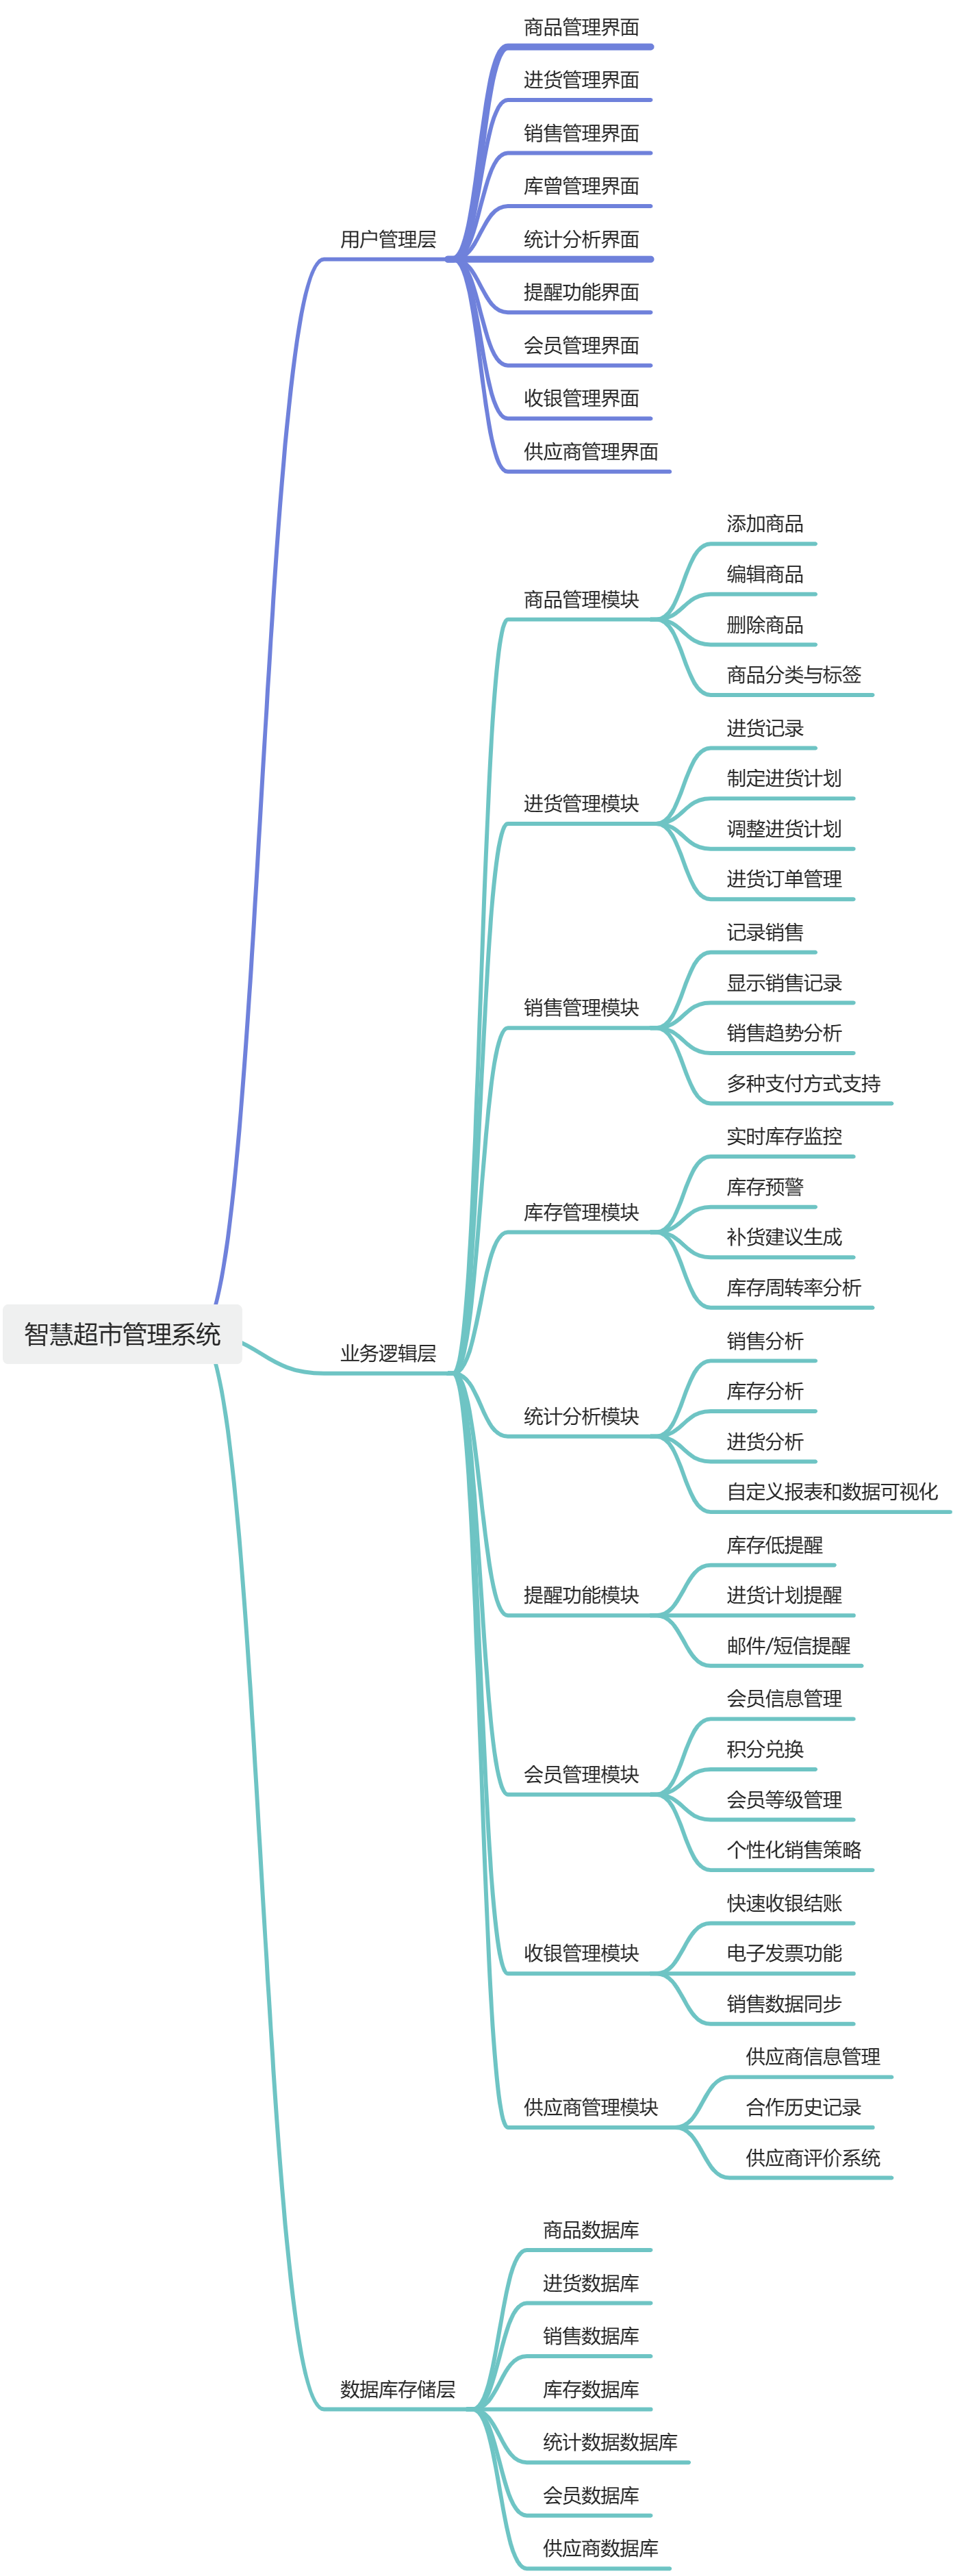 智慧超市管理系统
用户管理层
商品管理界面
进货管理界面
销售管理界面
库曾管理界面
统计分析界面
提醒功能界面
会员管理界面
收银管理界面
供应商管理界面
业务逻辑层
商品管理模块
添加商品
编辑商品
删除商品
商品分类与标签
进货管理模块
进货记录
制定进货计划
调整进货计划
进货订单管理
销售管理模块
记录销售
显示销售记录
销售趋势分析
多种支付方式支持
库存管理模块
实时库存监控
库存预警
补货建议生成
库存周转率分析
统计分析模块
销售分析
库存分析
进货分析
自定义报表和数据可视化
提醒功能模块
库存低提醒
进货计划提醒
邮件/短信提醒
会员管理模块
会员信息管理
积分兑换
会员等级管理
个性化销售策略
收银管理模块
快速收银结账
电子发票功能
销售数据同步
供应商管理模块
供应商信息管理
合作历史记录
供应商评价系统
数据库存储层
商品数据库
进货数据库
销售数据库
库存数据库
统计数据数据库
会员数据库
供应商数据库